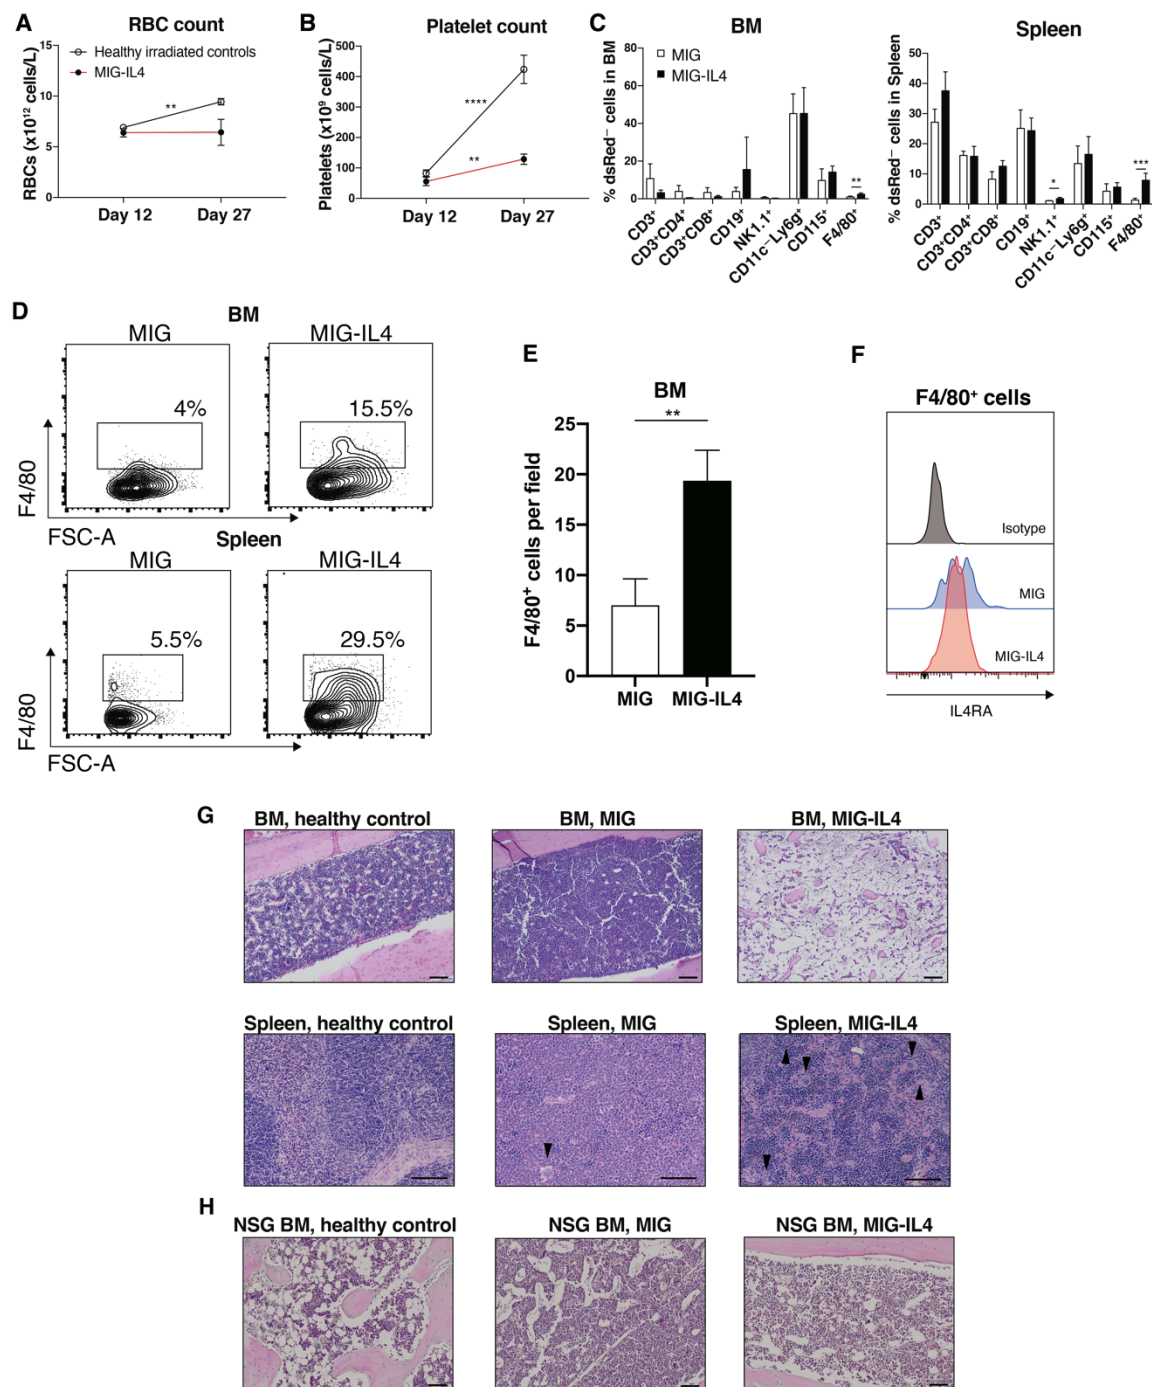 A
RBC count
RBCs (x10¹² cells/L)
15
10
5
0
Healthy irradiated controls
MIG-IL4
**
Day 12
Day 27
B
Platelet count
Platelets (x10⁹ cells/L)
500
400
300
200
100
0
****
**
Day 12
Day 27
C
BM
% dsRed⁻ cells in BM
80
60
40
20
0
MIG
MIG-IL4
**
CD3⁺
CD3⁺CD4⁺
CD3⁺CD8⁺
CD19⁺
NK1.1⁺
CD11c⁻Ly6g⁺
CD115⁺
F4/80⁺
Spleen
% dsRed⁻ cells in Spleen
50
40
30
20
10
0
*
***
CD3⁺
CD3⁺CD4⁺
CD3⁺CD8⁺
CD19⁺
NK1.1⁺
CD11c⁻Ly6g⁺
CD115⁺
F4/80⁺
D
BM
MIG
MIG-IL4
4%
15.5%
F4/80
FSC-A
Spleen
MIG
MIG-IL4
5.5%
29.5%
F4/80
FSC-A
E
BM
**
F4/80⁺ cells per field
25
20
15
10
5
0
MIG
MIG-IL4
F
F4/80⁺ cells
Isotype
MIG
MIG-IL4
IL4RA
G
BM, healthy control
BM, MIG
BM, MIG-IL4
Spleen, healthy control
Spleen, MIG
Spleen, MIG-IL4
H
NSG BM, healthy control
NSG BM, MIG
NSG BM, MIG-IL4